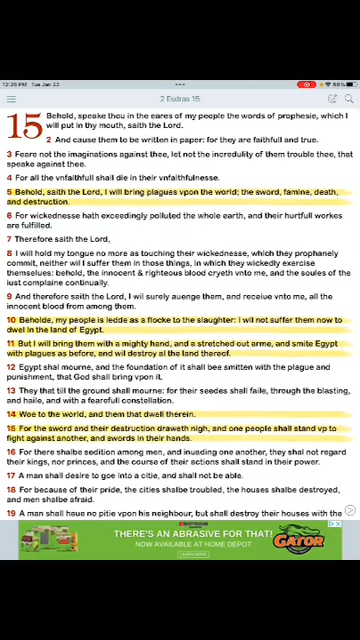 12:35 PM Tue Jan 23
68%
2 Esdras 15
15 Behold, speake thou in the eares of my people the words of prophesie, which I
will put in thy mouth, saith the Lord.
2 And cause them to be written in paper: for they are faithfull and true.
3 Feare not the imaginations against thee, let not the incredulity of them trouble thee, that
speake against thee.
4 For all the vnfaithfull shall die in their vnfaithfulnesse.
5 Behold, saith the Lord, I will bring plagues vpon the world; the sword, famine, death,
and destruction.
6 For wickednesse hath exceedingly polluted the whole earth, and their hurtfull workes
are fulfilled.
7 Therefore saith the Lord,
8 I will hold my tongue no more as touching their wickednesse, which they prophanely
commit, neither wil I suffer them in those things, in which they wickedly exercise
themselues: behold, the innocent & righteous blood cryeth vnto me, and the soules of the
iust complaine continually.
9 And therefore saith the Lord, I wil surely auenge them, and receiue vnto me, all the
innocent blood from among them.
10 Beholde, my people is ledde as a flocke to the slaughter: I wil not suffer them now to
dwel in the land of Egypt.
11 But I will bring them with a mighty hand, and a stretched out arme, and smite Egypt
with plagues as before, and wil destroy al the land thereof.
12 Egypt shal mourne, and the foundation of it shall bee smitten with the plague and
punishment, that God shall bring vpon it.
13 They that till the ground shall mourne: for their seedes shall faile, through the blasting,
and haile, and with a fearefull constellation.
14 Woe to the world, and them that dwell therein.
15 For the sword and their destruction draweth nigh, and one people shall stand vp to
fight against another, and swords in their hands.
16 For there shalbe sedition among men, and inuading one another, they shal not regard
their kings, nor princes, and the course of their actions shall stand in their power.
17 A man shall desire to goe into a citie, and shall not be able.
18 For because of their pride, the cities shalbe troubled, the houses shalbe destroyed,
and men shalbe afraid.
19 A man shall haue no pitie vpon his neighbour, but shall destroy their houses with the
THERE'S AN ABRASIVE FOR THAT!
NOW AVAILABLE AT HOME DEPOT
LEARN MORE
GATOR